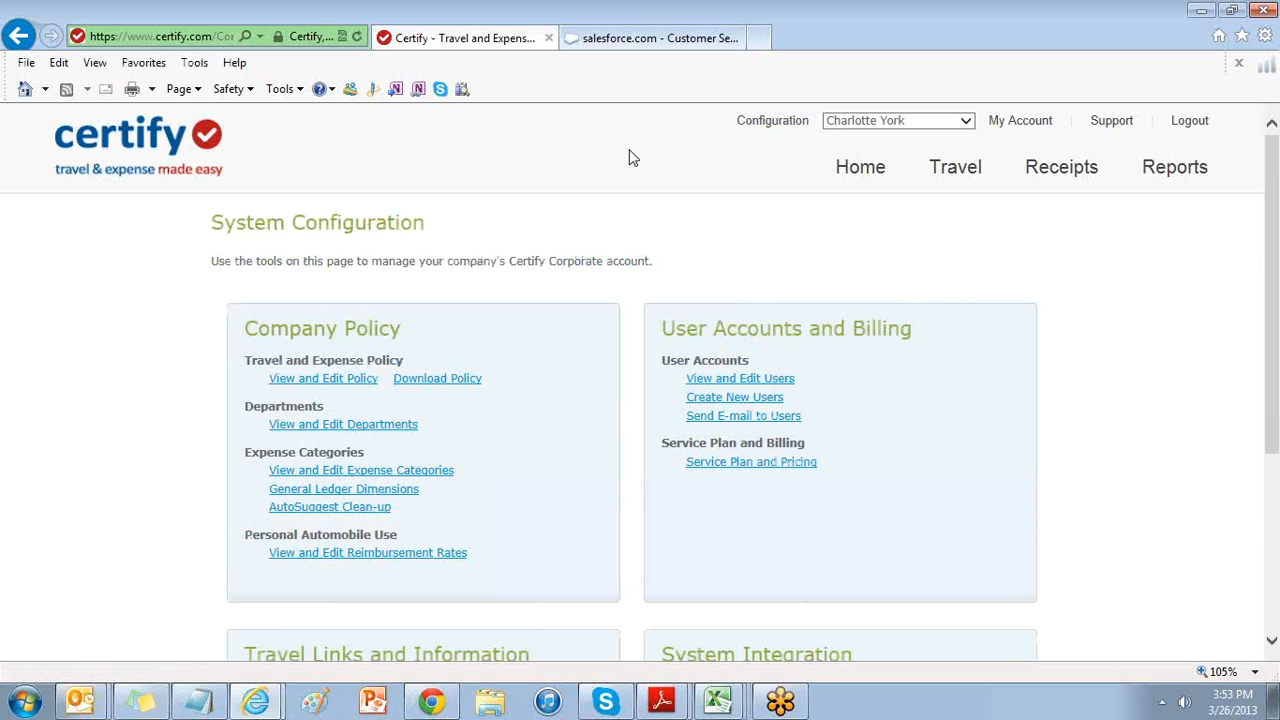 https://www.certify.com/Co
Certify,...
Certify - Travel and Expens...
salesforce.com - Customer Se...
File Edit View Favorites Tools Help
Page Safety Tools
certify
travel & expense made easy
Configuration Charlotte York My Account Support Logout
Home Travel Receipts Reports
System Configuration
Use the tools on this page to manage your company's Certify Corporate account.
Company Policy
Travel and Expense Policy
View and Edit Policy Download Policy
Departments
View and Edit Departments
Expense Categories
View and Edit Expense Categories
General Ledger Dimensions
AutoSuggest Clean-up
Personal Automobile Use
View and Edit Reimbursement Rates
User Accounts and Billing
User Accounts
View and Edit Users
Create New Users
Send E-mail to Users
Service Plan and Billing
Service Plan and Pricing
Travel Links and Information
System Integration
105%
3:53 PM
3/26/2013